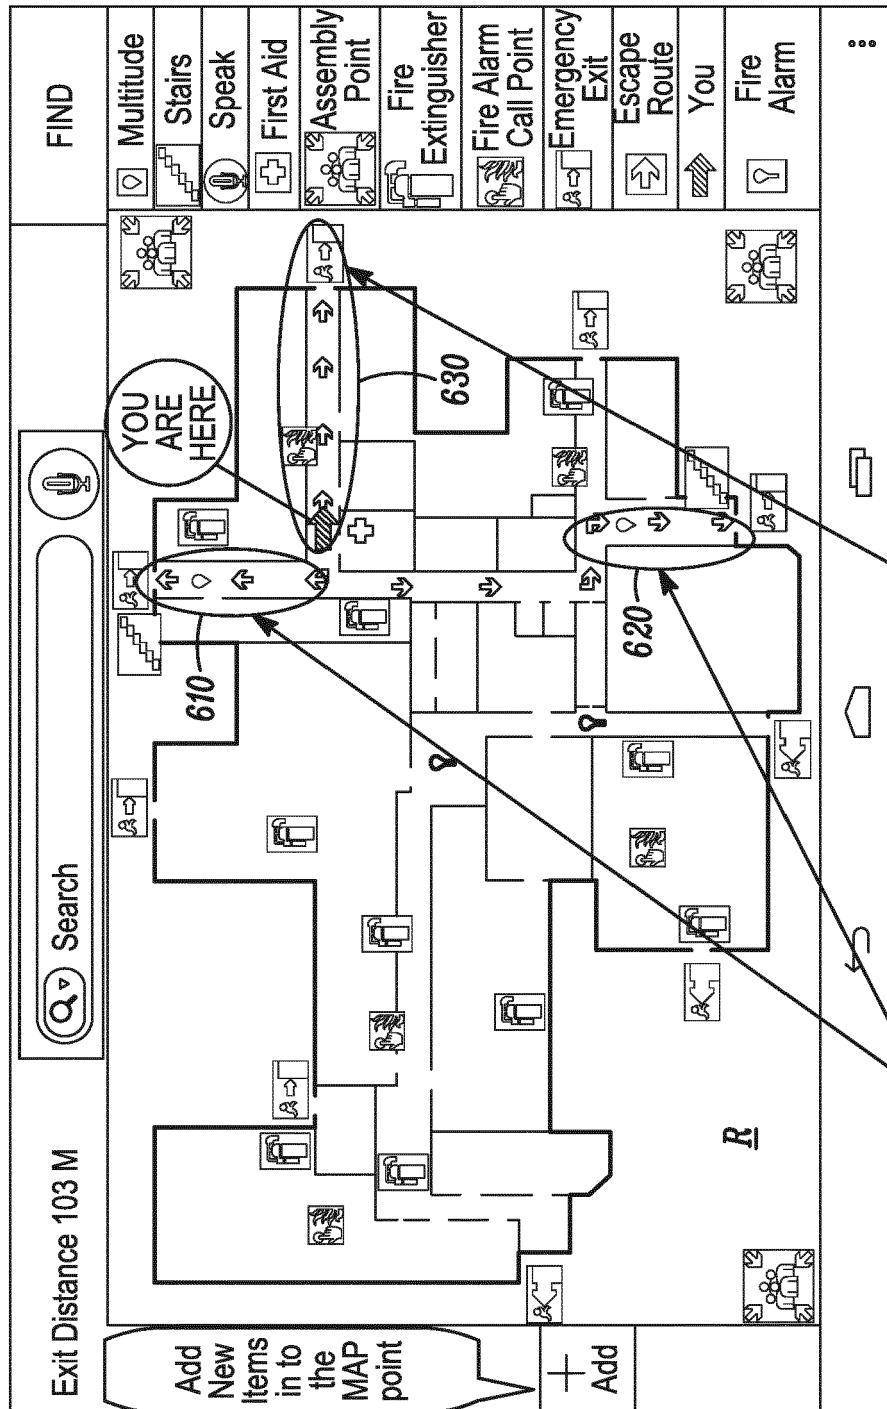 Exit Distance 103 M
Search
FIND
Add
New
Items
in to
the
MAP
point
Add
YOU
ARE
HERE
610
620
630
R
Multitude
Stairs
Speak
First Aid
Assembly
Point
Fire
Extinguisher
Fire Alarm
Call Point
Emergency
Exit
Escape
Route
You
Fire
Alarm